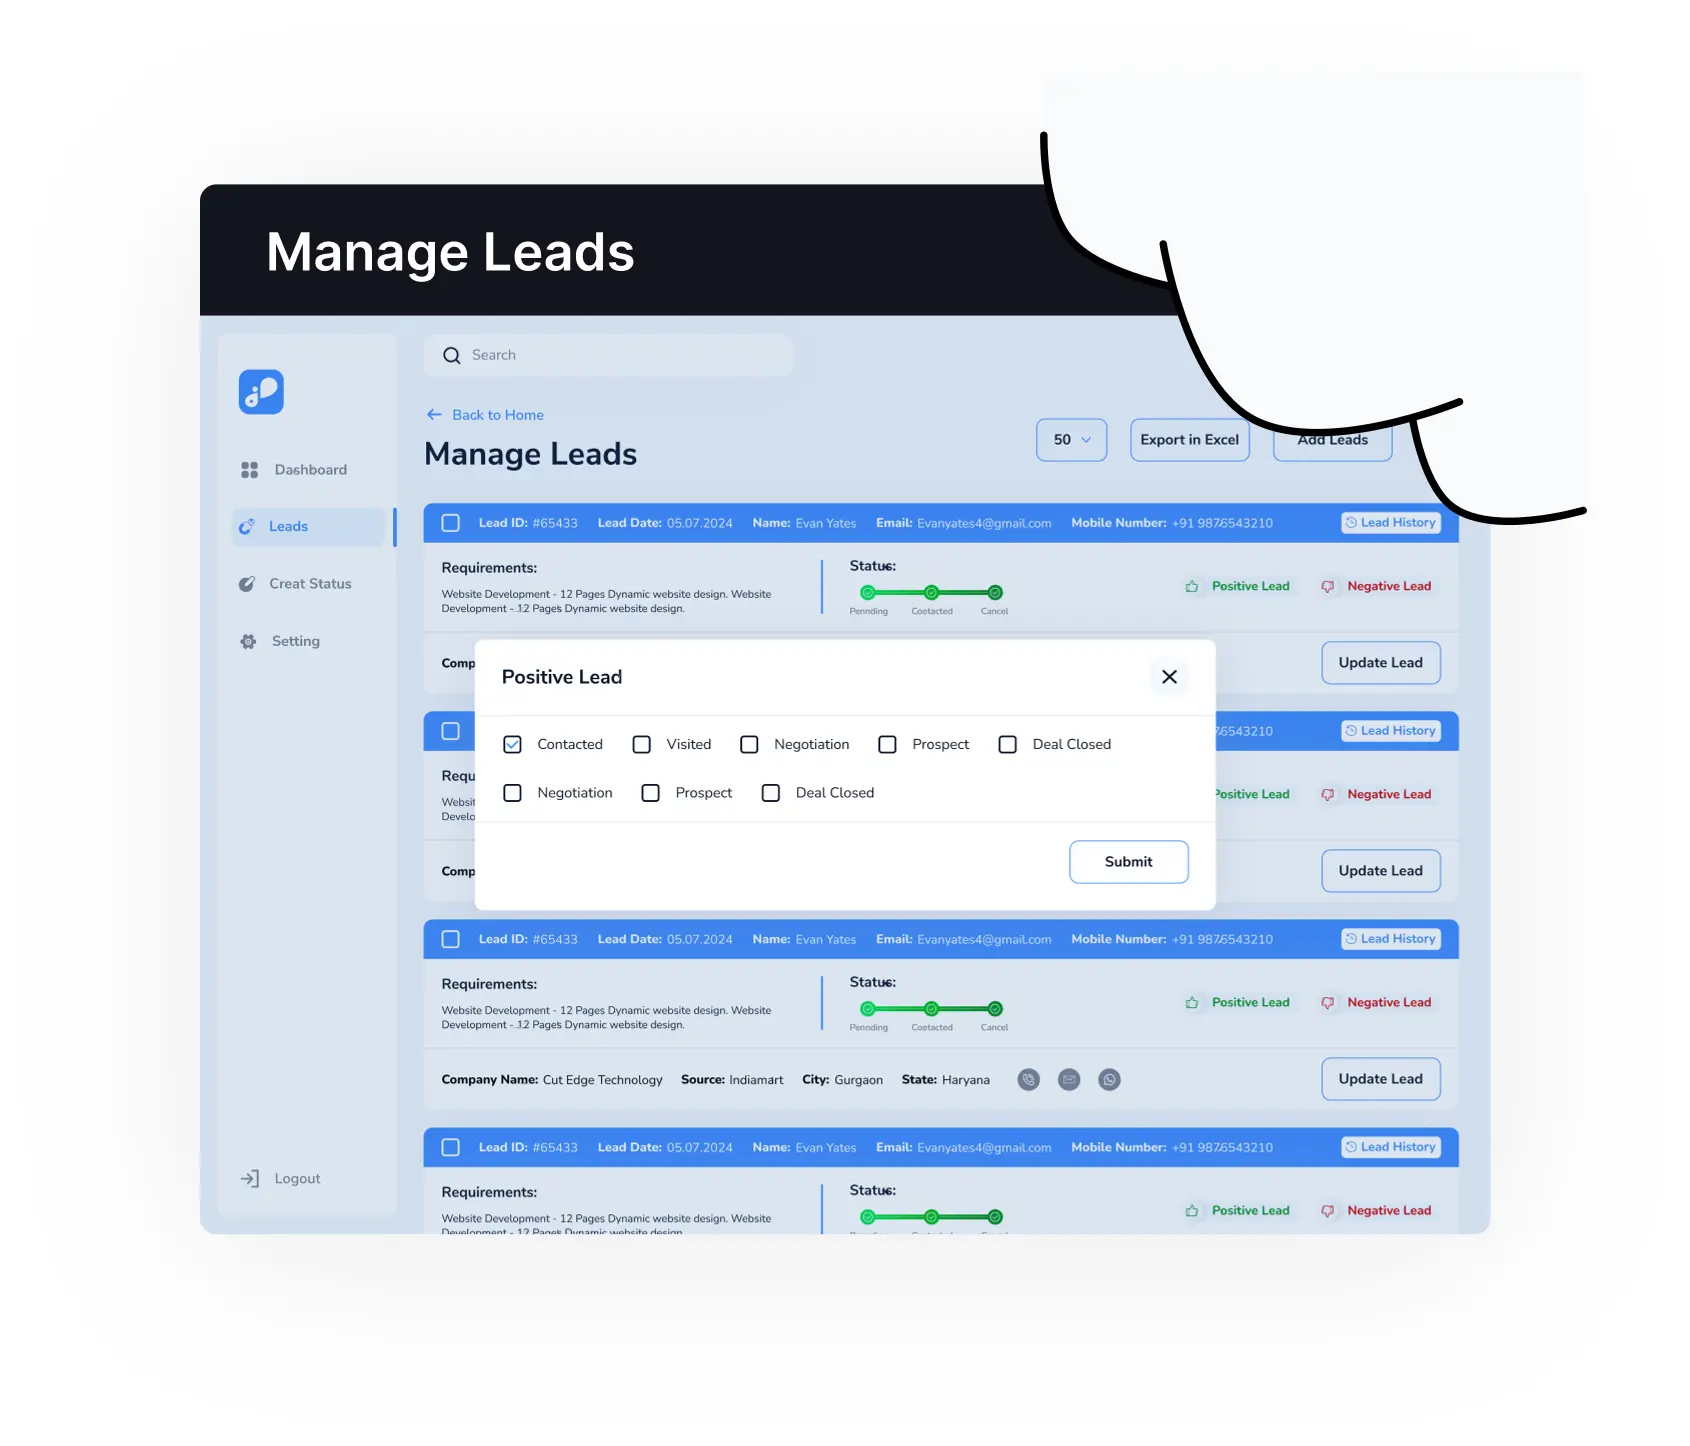 Manage Leads
Search
Back to Home
Manage Leads
50
Export in Excel
Add Leads
Dashboard
Leads
Creat Status
Setting
Logout
Lead ID: #65433 Lead Date: 05.07.2024 Name: Evan Yates Email: Evanyates4@gmail.com Mobile Number: +91 9876543210 Lead History
Requirements:
Website Development - 12 Pages Dynamic website design. Website
Development - 12 Pages Dynamic website design.
Status:
Pennding Cootacted Cancel
Positive Lead Negative Lead
Comp
Update Lead
6543210 Lead History
Requ
Websit
Develo
Positive Lead Negative Lead
Comp
Update Lead
Positive Lead
Contacted Visited Negotiation Prospect Deal Closed
Negotiation Prospect Deal Closed
Submit
Lead ID: #65433 Lead Date: 05.07.2024 Name: Evan Yates Email: Evanyates4@gmail.com Mobile Number: +91 9876543210 Lead History
Requirements:
Website Development - 12 Pages Dynamic website design. Website
Development - 12 Pages Dynamic website design.
Status:
Pennding Cootacted Cancel
Positive Lead Negative Lead
Company Name: Cut Edge Technology Source: Indiamart City: Gurgaon State: Haryana
Update Lead
Lead ID: #65433 Lead Date: 05.07.2024 Name: Evan Yates Email: Evanyates4@gmail.com Mobile Number: +91 9876543210 Lead History
Requirements:
Website Development - 12 Pages Dynamic website design. Website
Development - 12 Pages Dynamic website design.
Status:
Positive Lead Negative Lead